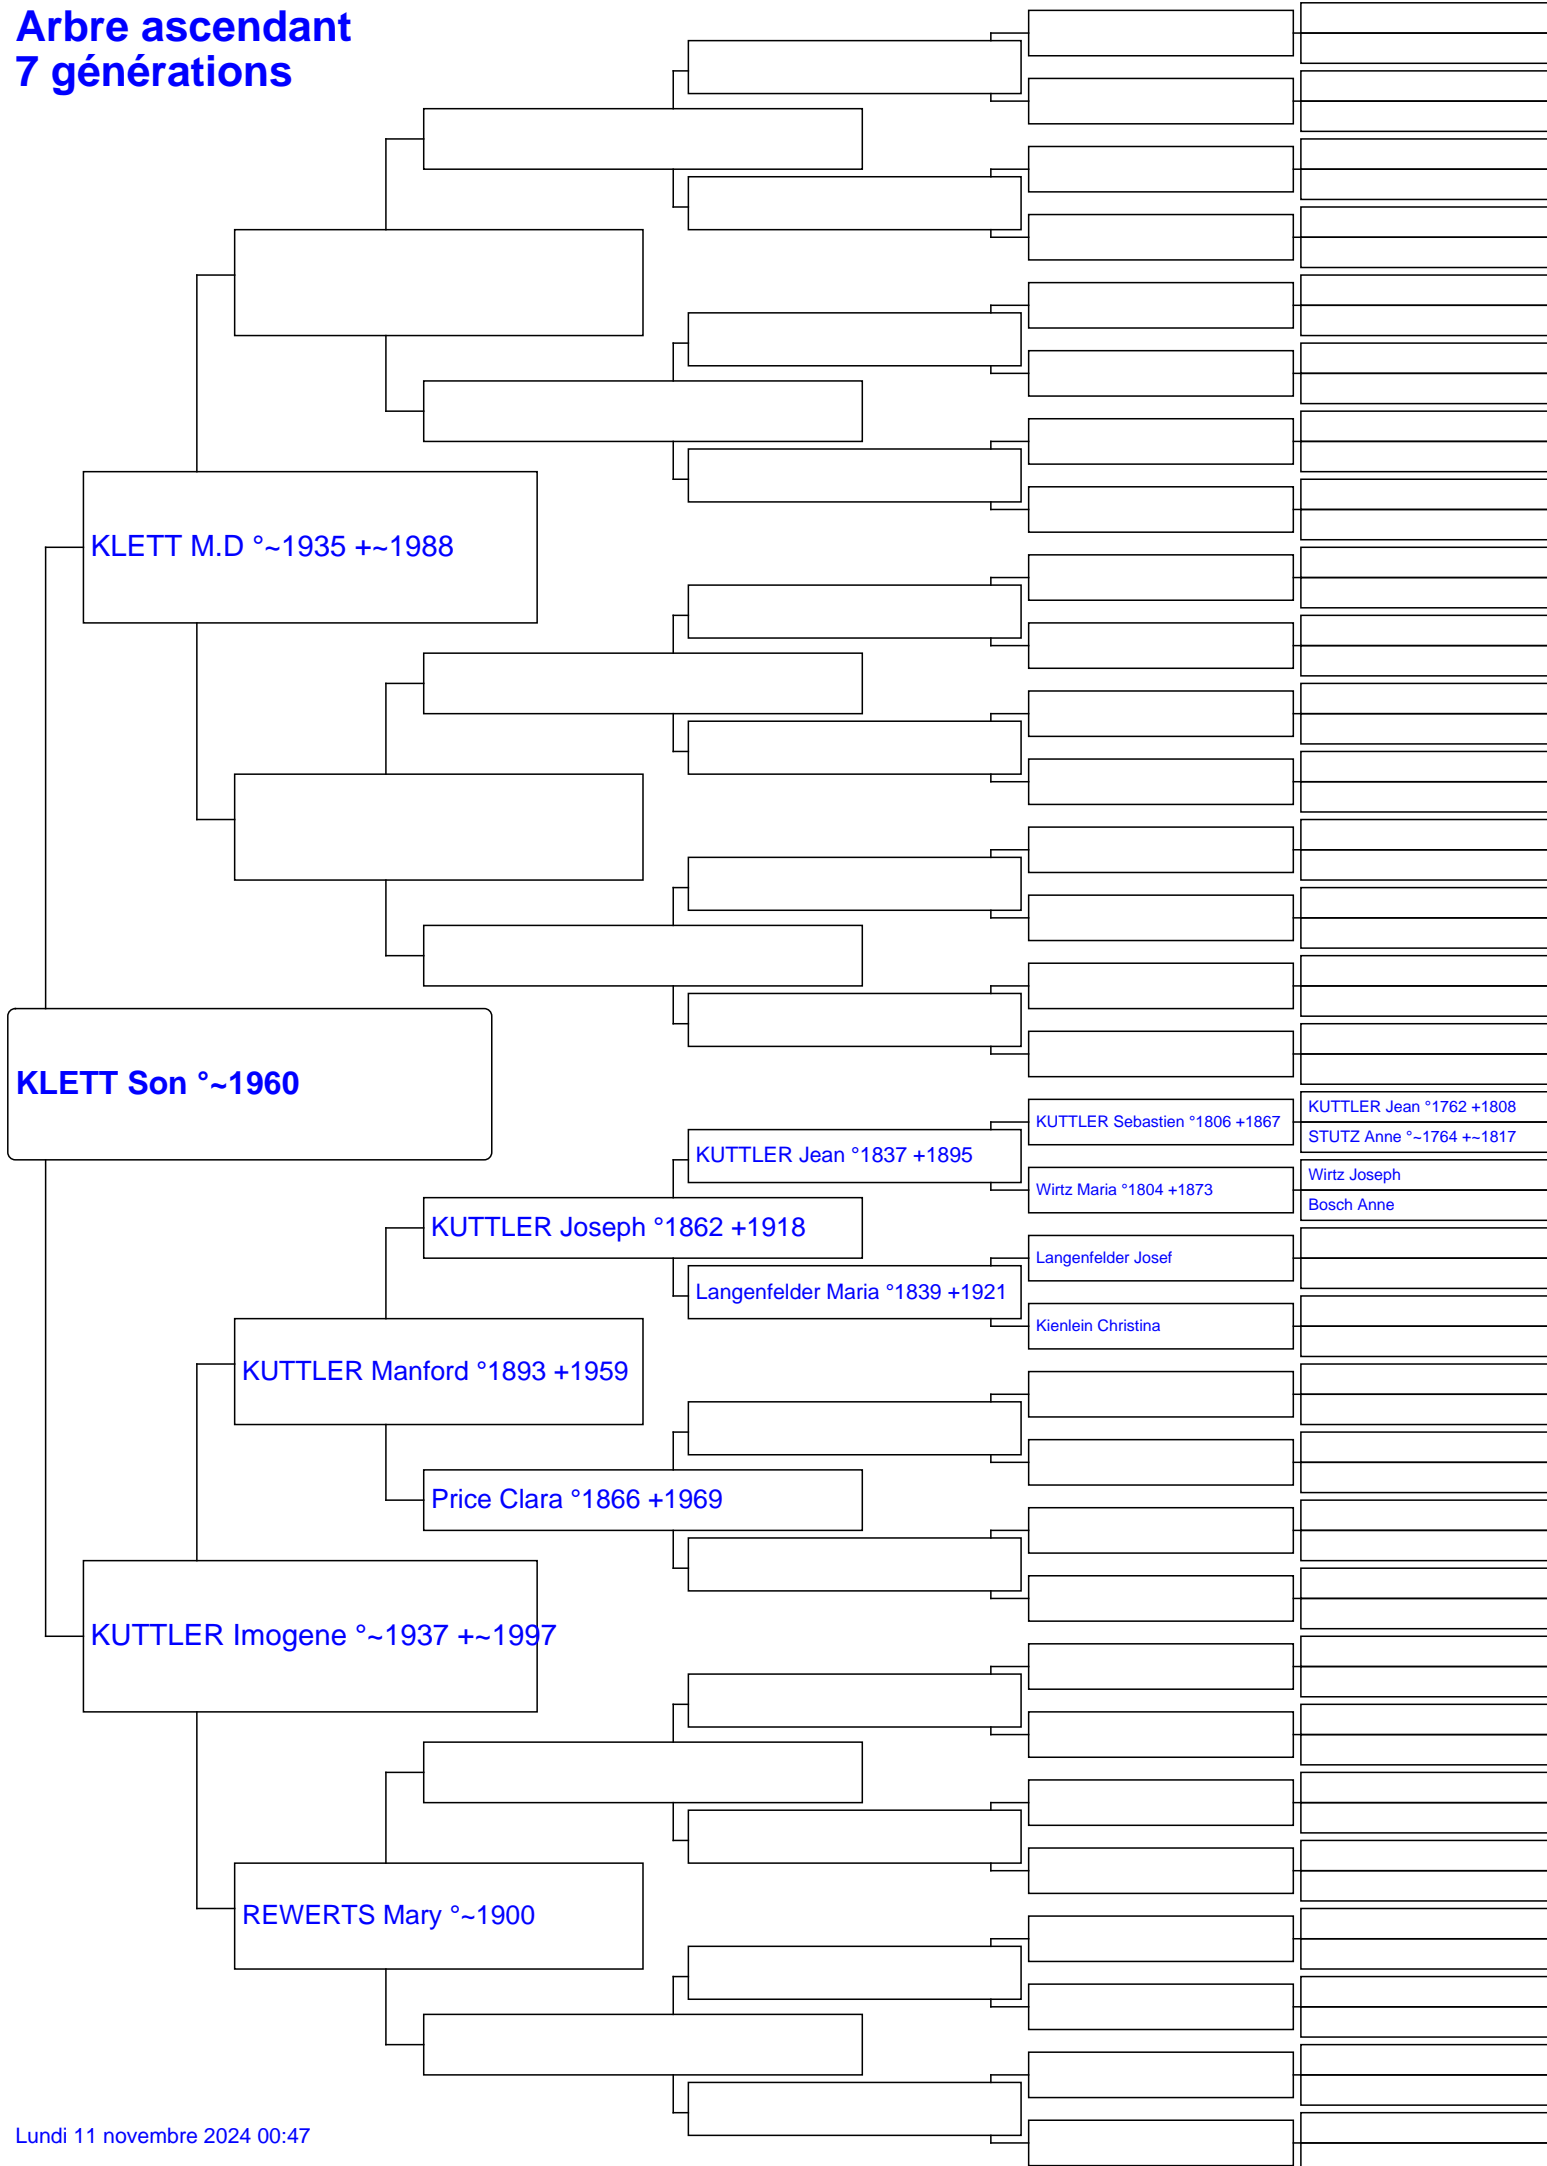 Arbre ascendant
7 générations
KLETT M.D °~1935 +~1988
KLETT Son °~1960
KUTTLER Jean °1762 +1808
KUTTLER Sebastien °1806 +1867
STUTZ Anne °~1764 +~1817
KUTTLER Jean °1837 +1895
Wirtz Joseph
Wirtz Maria °1804 +1873
Bosch Anne
KUTTLER Joseph °1862 +1918
Langenfelder Josef
Langenfelder Maria °1839 +1921
Kienlein Christina
KUTTLER Manford °1893 +1959
Price Clara °1866 +1969
KUTTLER Imogene °~1937 +~1997
REWERTS Mary °~1900
Lundi 11 novembre 2024 00:47